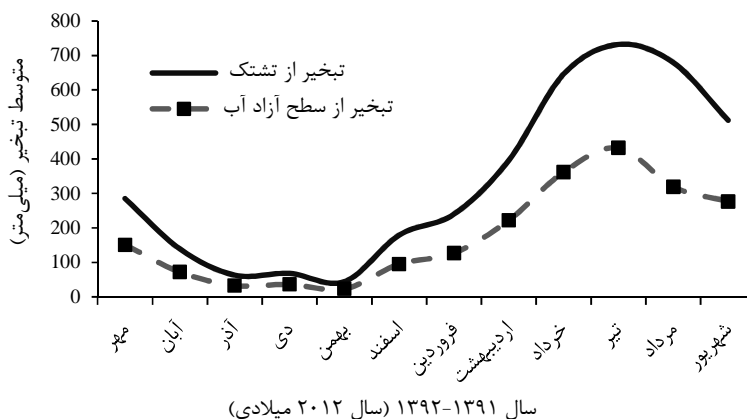 800
700
600
500
400
300
200
100
0
متوسط تبخیر (میلی‌متر)
تبخیر از تشتک
تبخیر از سطح آزاد آب
مهر
آبان
آذر
دی
بهمن
اسفند
فروردین
اردیبهشت
خرداد
تیر
مرداد
شهریور
سال ۱۳۹۱-۱۳۹۲ (سال ۲۰۱۲ میلادی)